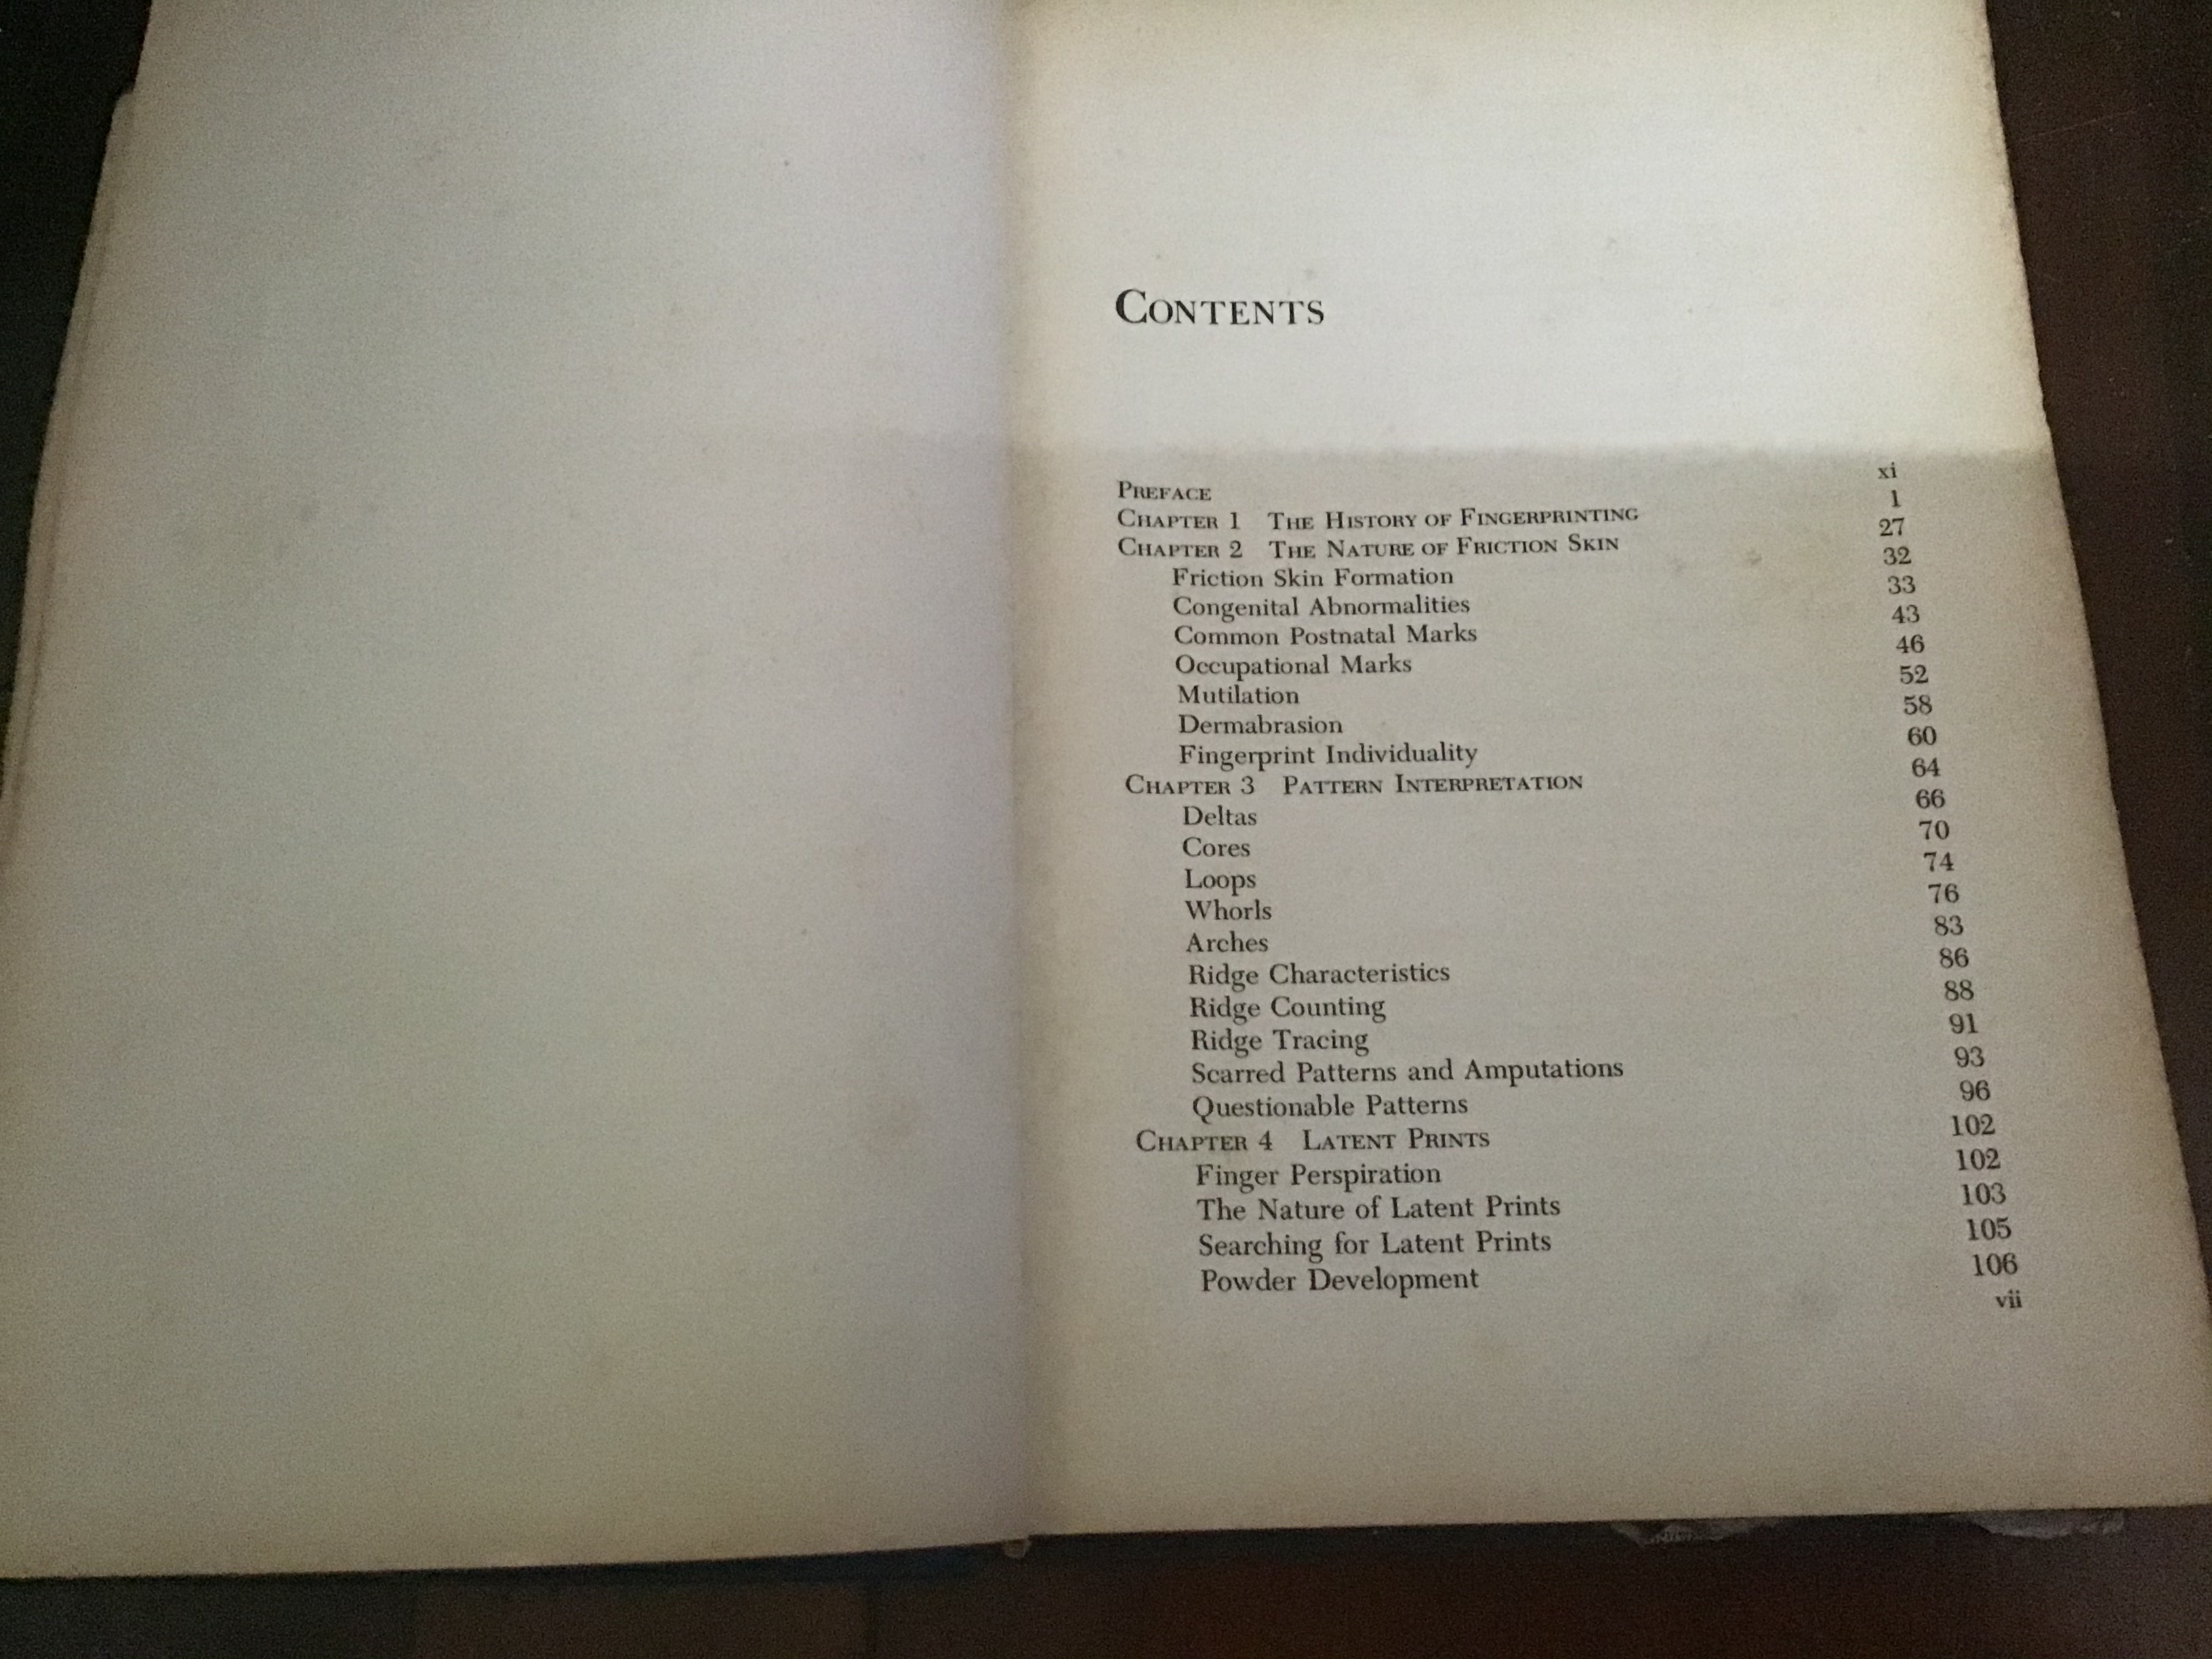 CONTENTS
PREFACE xi
CHAPTER 1 THE HISTORY OF FINGERPRINTING 1
CHAPTER 2 THE NATURE OF FRICTION SKIN 27
Friction Skin Formation 32
Congenital Abnormalities 33
Common Postnatal Marks 43
Occupational Marks 46
Mutilation 52
Dermabrasion 58
Fingerprint Individuality 60
CHAPTER 3 PATTERN INTERPRETATION 64
Deltas 66
Cores 70
Loops 74
Whorls 76
Arches 83
Ridge Characteristics 86
Ridge Counting 88
Ridge Tracing 91
Scarred Patterns and Amputations 93
Questionable Patterns 96
CHAPTER 4 LATENT PRINTS 102
Finger Perspiration 102
The Nature of Latent Prints 103
Searching for Latent Prints 105
Powder Development 106
vii